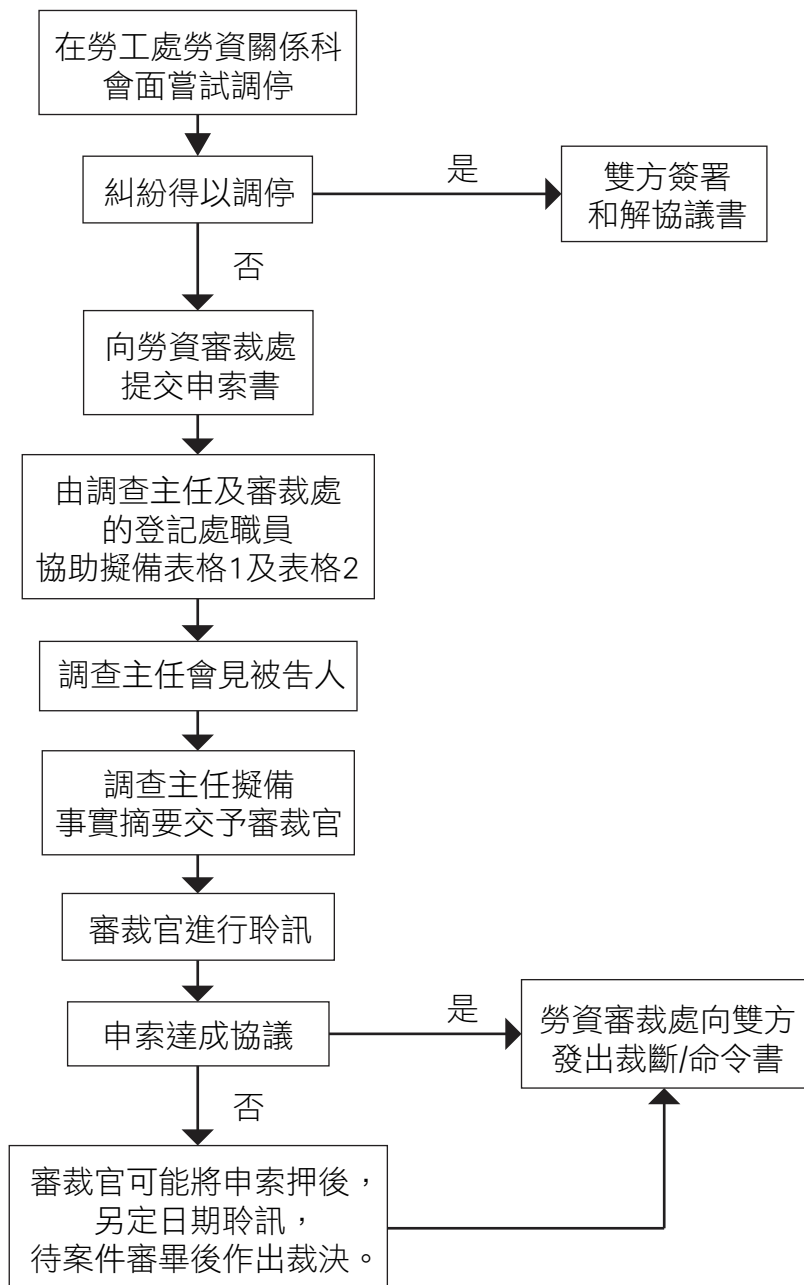 在勞工處勞資關係科
會面嘗試調停
糾紛得以調停
是
雙方簽署
和解協議書
否
向勞資審裁處
提交申索書
由調查主任及審裁處
的登記處職員
協助擬備表格1及表格2
調查主任會見被告人
調查主任擬備
事實摘要交予審裁官
審裁官進行聆訊
申索達成協議
是
勞資審裁處向雙方
發出裁斷/命令書
否
審裁官可能將申索押後，
另定日期聆訊，
待案件審畢後作出裁決。